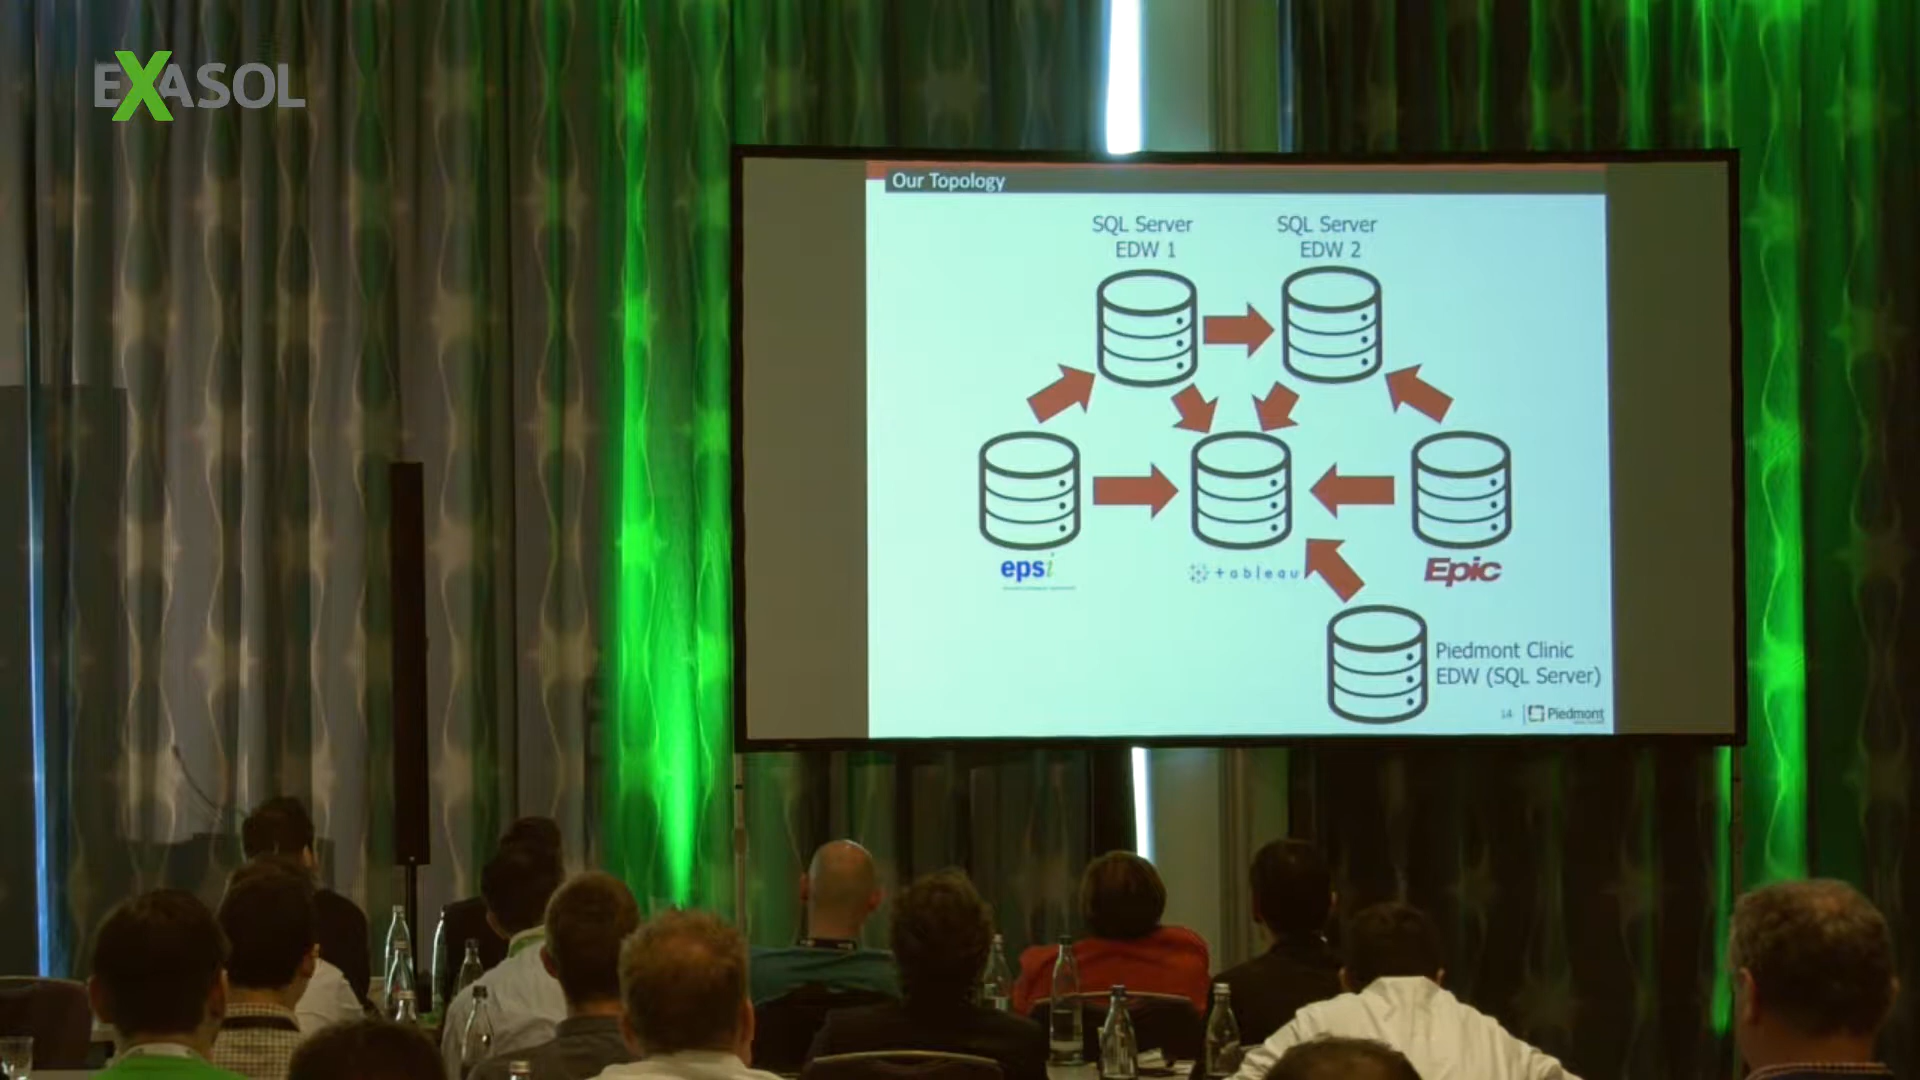 EXASOL
Our Topology
SQL Server
EDW 1
SQL Server
EDW 2
epsi
+ableau
Epic
Piedmont Clinic
EDW (SQL Server)
14
Piedmont